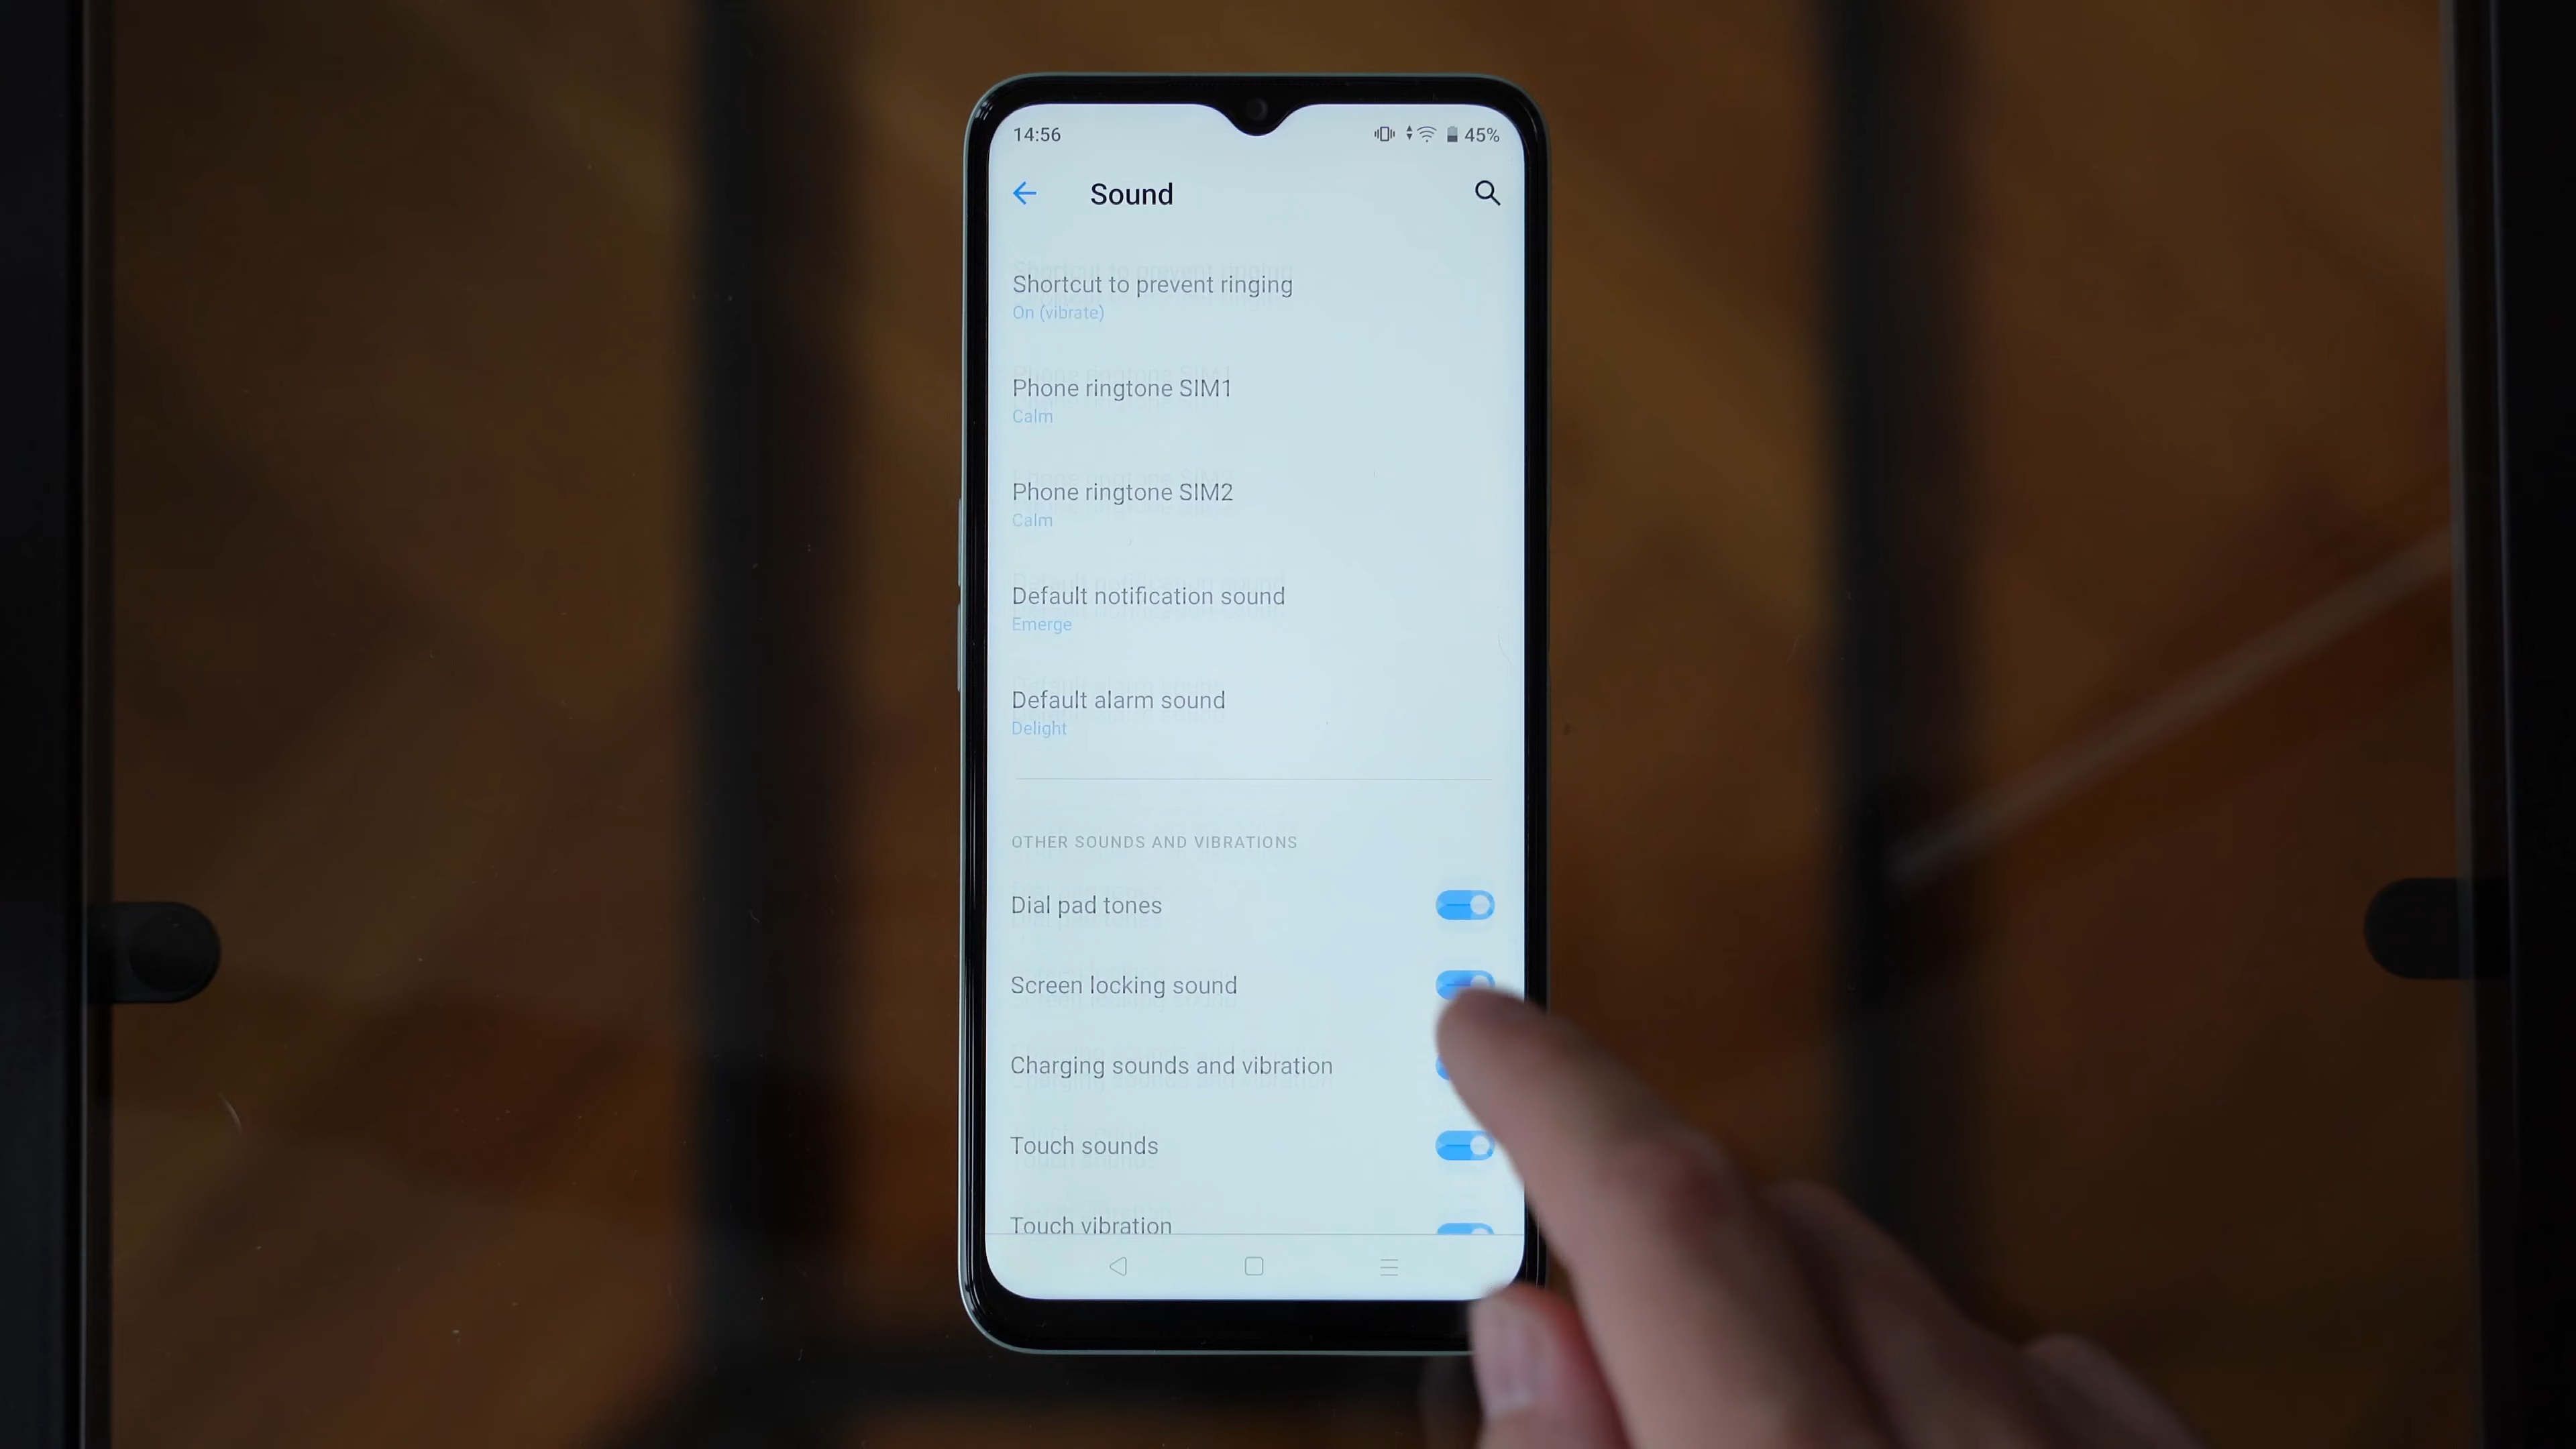 14:56
45%
Sound
Shortcut to prevent ringing
On (vibrate)
Phone ringtone SIM1
Calm
Phone ringtone SIM2
Calm
Default notification sound
Emerge
Default alarm sound
Delight
OTHER SOUNDS AND VIBRATIONS
Dial pad tones
Screen locking sound
Charging sounds and vibration
Touch sounds
Touch vibration